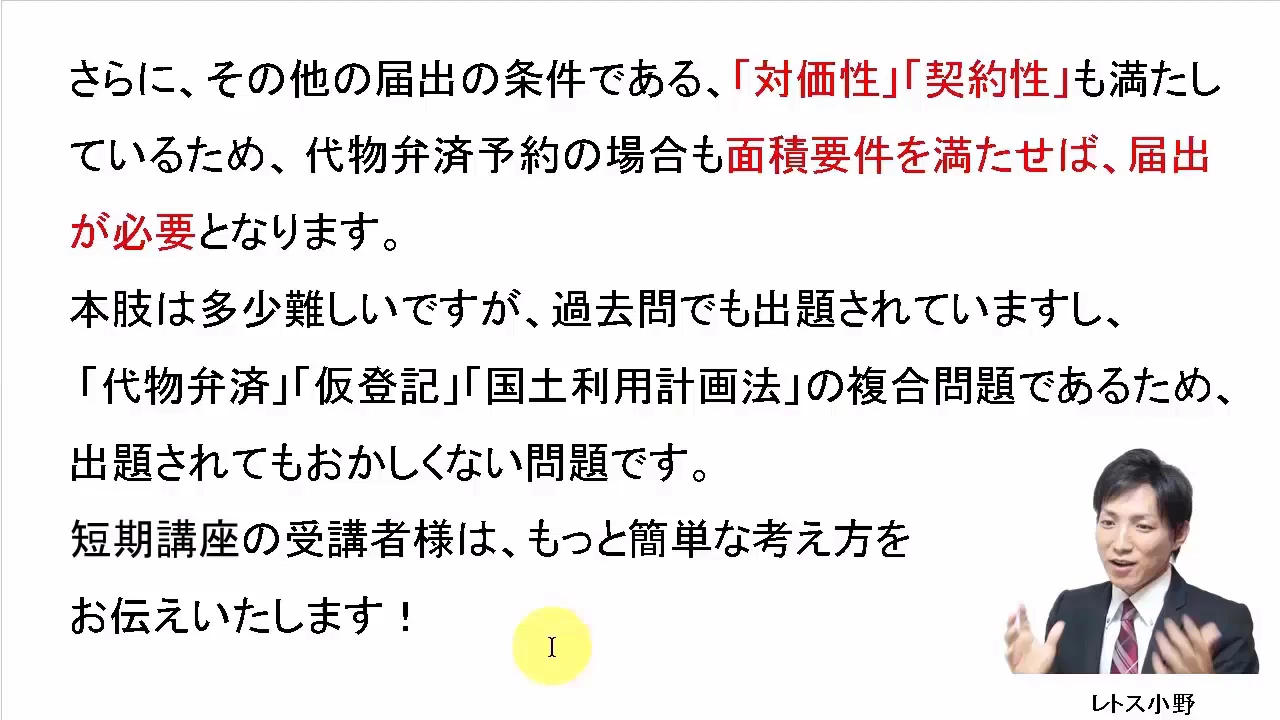 さらに、その他の届出の条件である、「対価性」「契約性」も満たし
ているため、代物弁済予約の場合も面積要件を満たせば、届出
が必要となります。
本肢は多少難しいですが、過去問でも出題されていますし、
「代物弁済」「仮登記」「国土利用計画法」の複合問題であるため、
出題されてもおかしくない問題です。
短期講座の受講者様は、もっと簡単な考え方を
お伝えいたします！
レトス小野